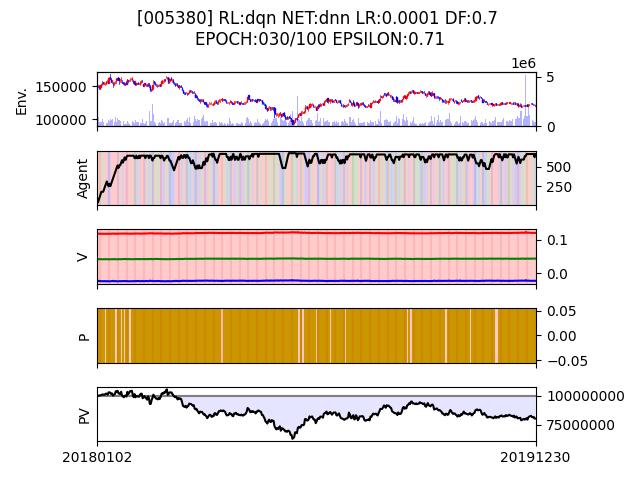 [005380] RL:dqn NET:dnn LR:0.0001 DF:0.7
EPOCH:030/100 EPSILON:0.71
1e6
Env.
150000
100000
5
0
Agent
500
250
V
0.1
0.0
P
0.05
0.00
−0.05
PV
100000000
75000000
20180102
20191230